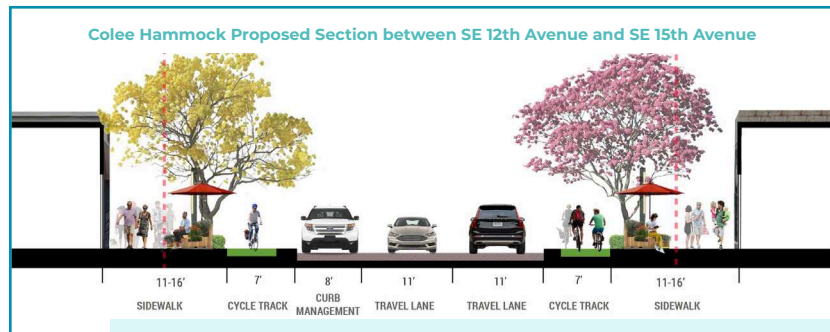 Colee Hammock Proposed Section between SE 12th Avenue and SE 15th Avenue
11-16' 7' 8' 11' 11' 7' 11-16'
SIDEWALK CYCLE TRACK CURB MANAGEMENT TRAVEL LANE TRAVEL LANE CYCLE TRACK SIDEWALK